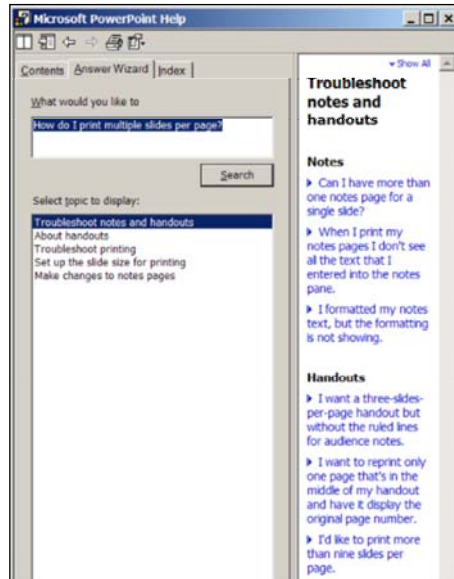 Microsoft PowerPoint Help
Contents
Answer Wizard
Index
What would you like to
How do I print multiple slides per page?
Search
Select topic to display:
Troubleshoot notes and handouts
About handouts
Troubleshoot printing
Set up the slide size for printing
Make changes to notes pages
Show All
Troubleshoot
notes and
handouts
Notes
Can I have more than
one notes page for a
single slide?
When I print my
notes pages I don't see
all the text that I
entered into the notes
pane.
I formatted my notes
text, but the formatting
is not showing.
Handouts
I want a three-slides-
per-page handout but
without the ruled lines
for audience notes.
I want to reprint only
one page that's in the
middle of my handout
and have it display the
original page number.
I'd like to print more
than nine slides per
page.